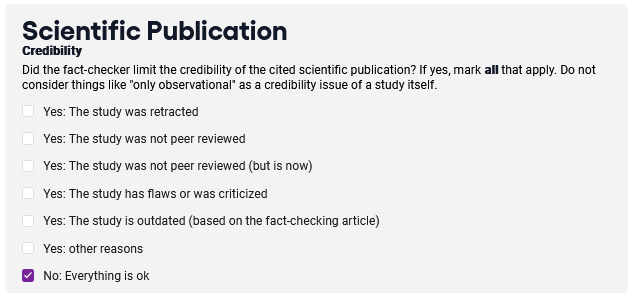 Scientific Publication
Credibility
Did the fact-checker limit the credibility of the cited scientific publication? If yes, mark all that apply. Do not
consider things like "only observational" as a credibility issue of a study itself.
Yes: The study was retracted
Yes: The study was not peer reviewed
Yes: The study was not peer reviewed (but is now)
Yes: The study has flaws or was criticized
Yes: The study is outdated (based on the fact-checking article)
Yes: other reasons
No: Everything is ok